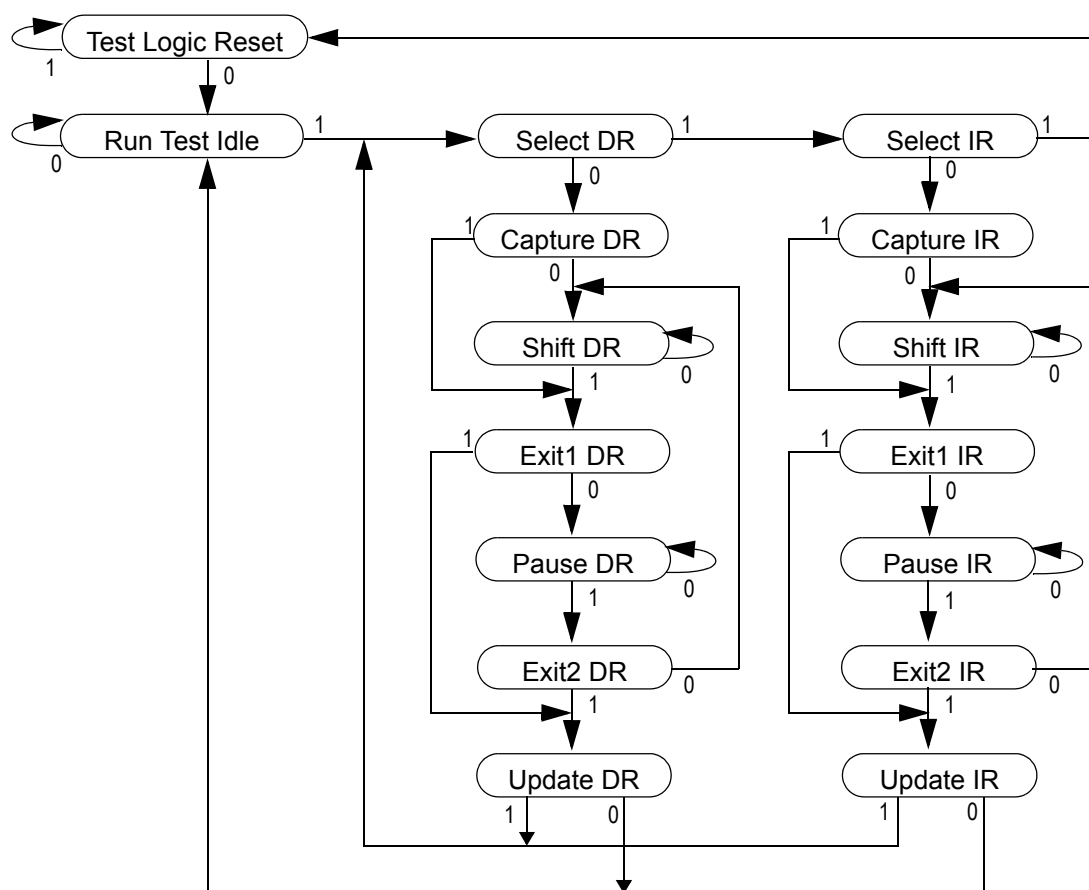 Test Logic Reset
1
0
Run Test Idle
1
0
Select DR
1
0
Select IR
1
0
1
Capture DR
0
1
Capture IR
0
Shift DR
0
1
Shift IR
0
1
1
Exit1 DR
0
1
Exit1 IR
0
Pause DR
0
1
Pause IR
0
1
Exit2 DR
0
1
Exit2 IR
0
1
Update DR
1
0
Update IR
1
0